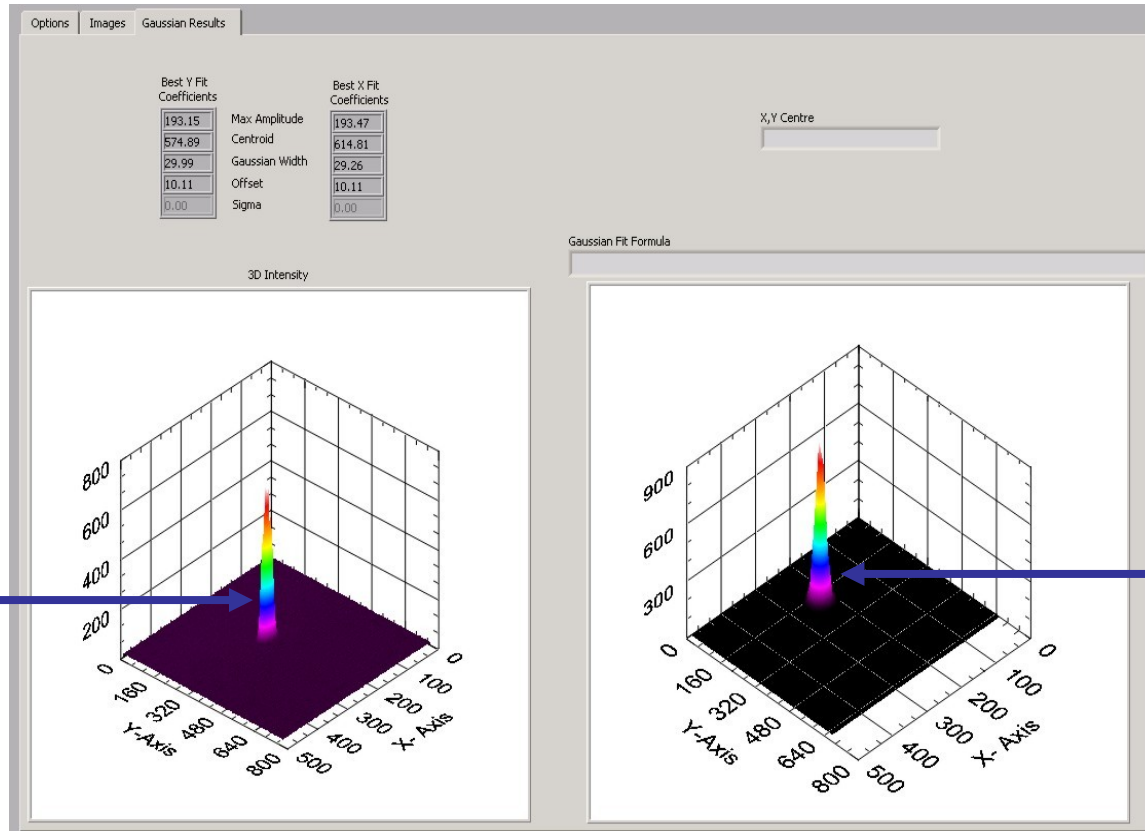 Options Images Gaussian Results
Best Y Fit
Coefficients
Best X Fit
Coefficients
193.15 Max Amplitude 193.47
574.89 Centroid 614.81
29.99 Gaussian Width 29.26
10.11 Offset 10.11
0.00 Sigma 0.00
X,Y Centre
Gaussian Fit Formula
3D Intensity
800
600
400
200
0
160
320
480
640
800
Y-Axis
500
400
300
200
100
0
X- Axis
900
600
300
0
160
320
480
640
800
Y-Axis
500
400
300
200
100
0
X- Axis